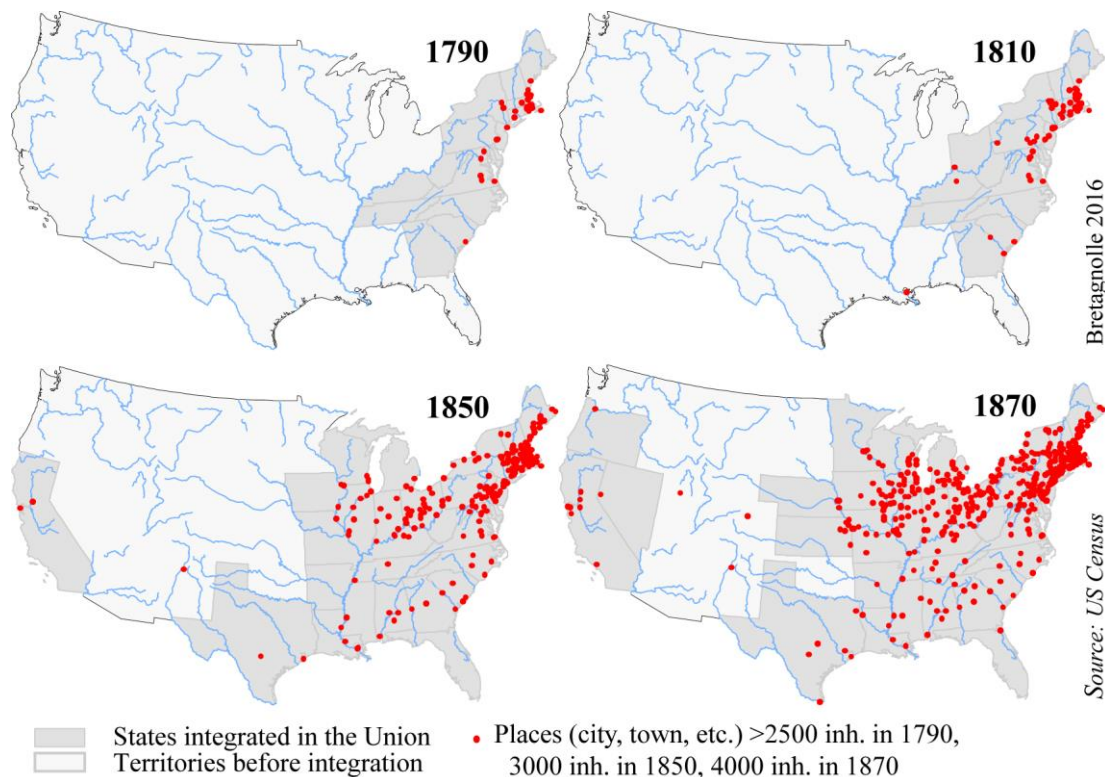 1790
1810
Bretagnolle 2016
1850
1870
Source: US Census
States integrated in the Union
Territories before integration
Places (city, town, etc.) >2500 inh. in 1790,
3000 inh. in 1850, 4000 inh. in 1870